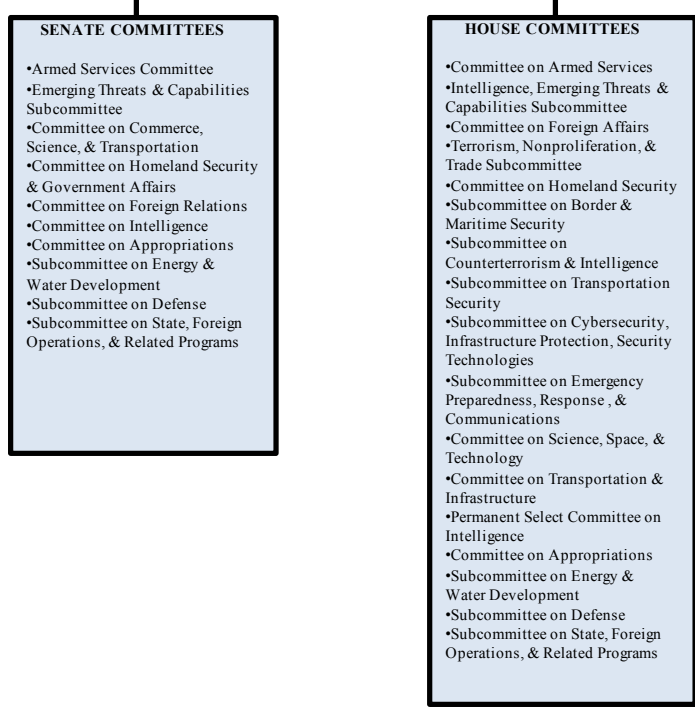 SENATE COMMITTEES
•Armed Services Committee
•Emerging Threats & Capabilities
Subcommittee
•Committee on Commerce,
Science, & Transportation
•Committee on Homeland Security
& Government Affairs
•Committee on Foreign Relations
•Committee on Intelligence
•Committee on Appropriations
•Subcommittee on Energy &
Water Development
•Subcommittee on Defense
•Subcommittee on State, Foreign
Operations, & Related Programs
HOUSE COMMITTEES
•Committee on Armed Services
•Intelligence, Emerging Threats &
Capabilities Subcommittee
•Committee on Foreign Affairs
•Terrorism, Nonproliferation, &
Trade Subcommittee
•Committee on Homeland Security
•Subcommittee on Border &
Maritime Security
•Subcommittee on
Counterterrorism & Intelligence
•Subcommittee on Transportation
Security
•Subcommittee on Cybersecurity,
Infrastructure Protection, Security
Technologies
•Subcommittee on Emergency
Preparedness, Response , &
Communications
•Committee on Science, Space, &
Technology
•Committee on Transportation &
Infrastructure
•Permanent Select Committee on
Intelligence
•Committee on Appropriations
•Subcommittee on Energy &
Water Development
•Subcommittee on Defense
•Subcommittee on State, Foreign
Operations, & Related Programs